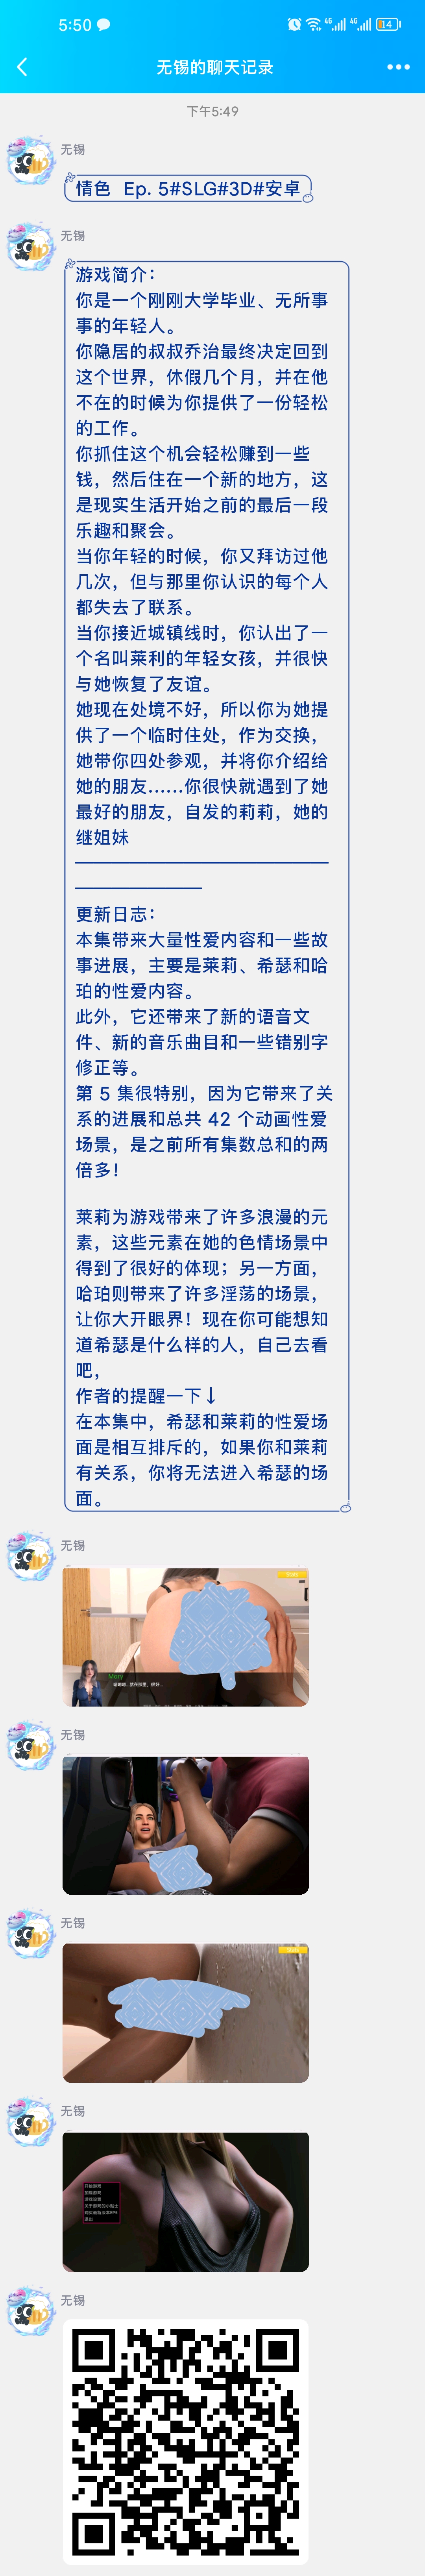 5:50
4G
4G
14
无锡的聊天记录
下午5:49
无锡
情色 Ep. 5#SLG#3D#安卓
无锡
游戏简介：
你是一个刚刚大学毕业、无所事
事的年轻人。
你隐居的叔叔乔治最终决定回到
这个世界，休假几个月，并在他
不在的时候为你提供了一份轻松
的工作。
你抓住这个机会轻松赚到一些
钱，然后住在一个新的地方，这
是现实生活开始之前的最后一段
乐趣和聚会。
当你年轻的时候，你又拜访过他
几次，但与那里你认识的每个人
都失去了联系。
当你接近城镇线时，你认出了一
个名叫莱利的年轻女孩，并很快
与她恢复了友谊。
她现在处境不好，所以你为她提
供了一个临时住处，作为交换，
她带你四处参观，并将你介绍给
她的朋友......你很快就遇到了她
最好的朋友，自发的莉莉，她的
继姐妹
更新日志：
本集带来大量性爱内容和一些故
事进展，主要是莱莉、希瑟和哈
珀的性爱内容。
此外，它还带来了新的语音文
件、新的音乐曲目和一些错别字
修正等。
第 5 集很特别，因为它带来了关
系的进展和总共 42 个动画性爱
场景，是之前所有集数总和的两
倍多！
莱莉为游戏带来了许多浪漫的元
素，这些元素在她的色情场景中
得到了很好的体现；另一方面，
哈珀则带来了许多淫荡的场景，
让你大开眼界！现在你可能想知
道希瑟是什么样的人，自己去看
吧，
作者的提醒一下↓
在本集中，希瑟和莱莉的性爱场
面是相互排斥的，如果你和莱莉
有关系，你将无法进入希瑟的场
面。
无锡
Mary
无锡
无锡
无锡
开始游戏
加载游戏
游戏设置
无锡